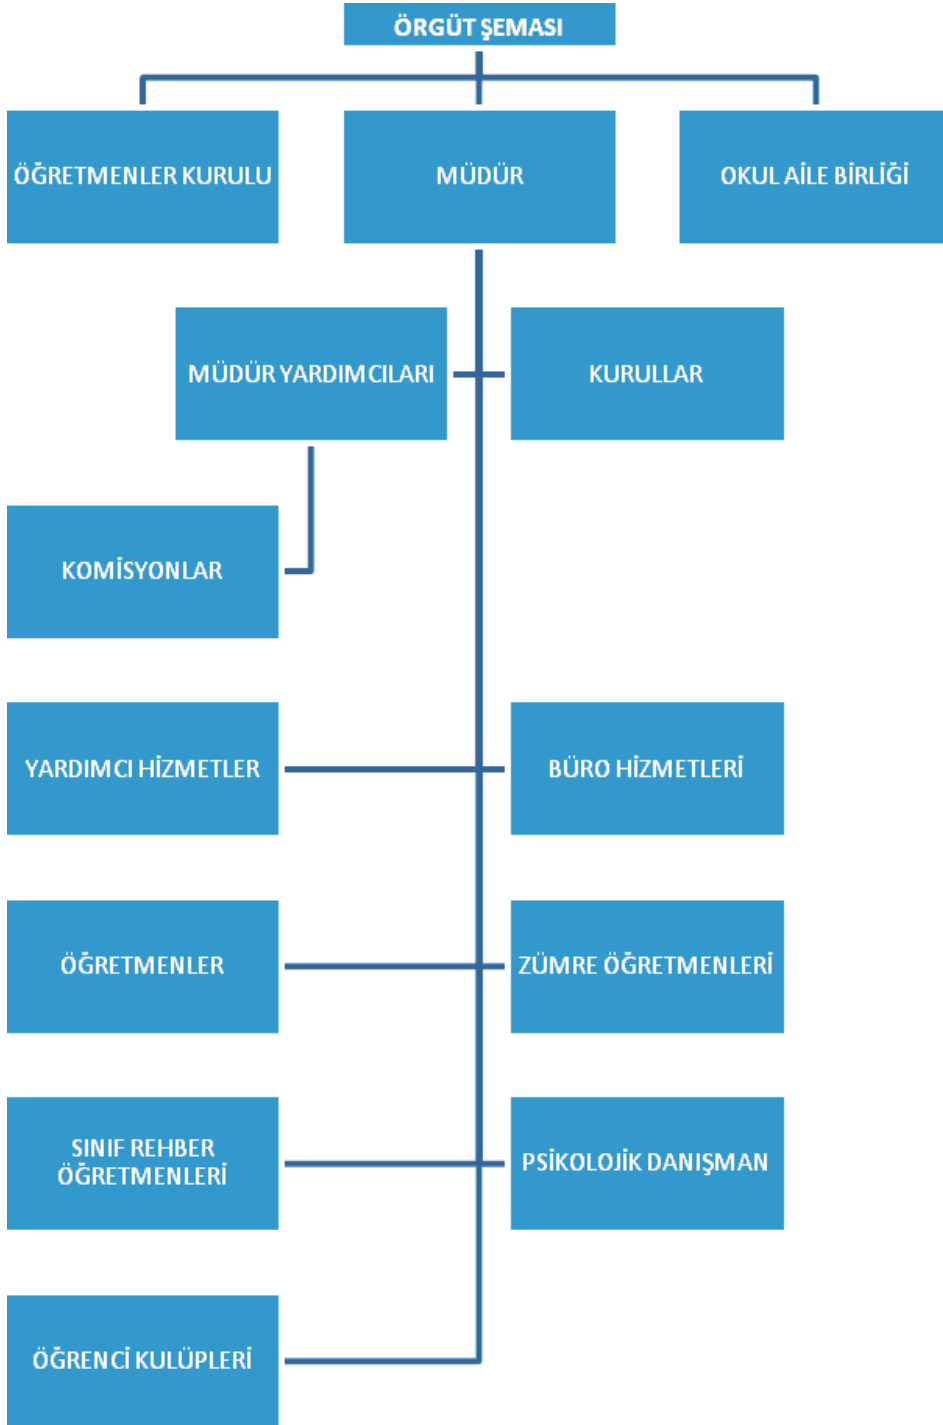 ÖRGÜT ŞEMASI
ÖĞRETMENLER KURULU
MÜDÜR
OKUL AİLE BİRLİĞİ
MÜDÜR YARDIMCILARI
KURULLAR
KOMİSYONLAR
YARDIMCI HİZMETLER
BÜRO HİZMETLERİ
ÖĞRETMENLER
ZÜMRE ÖĞRETMENLERİ
SINIF REHBER
ÖĞRETMENLERİ
PSİKOLOJİK DANIŞMAN
ÖĞRENCİ KULÜPLERİ